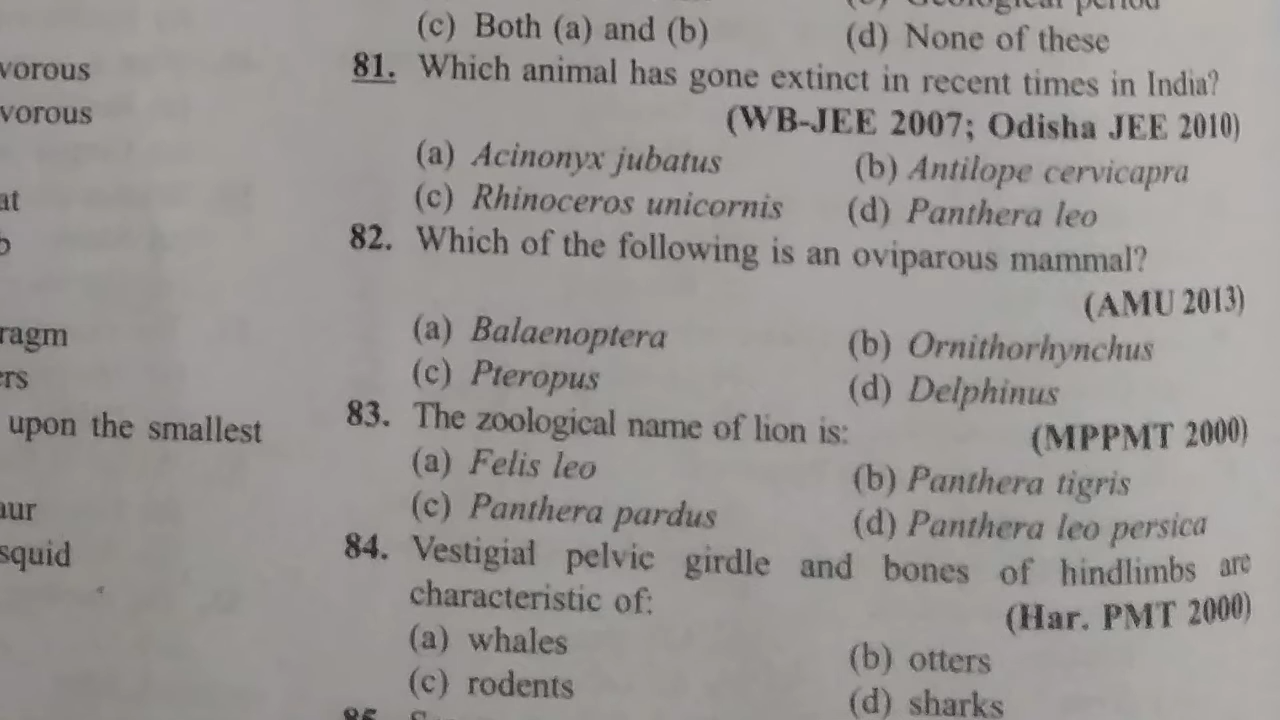 vorous
vorous
at
ragm
ers
upon the smallest
squid
(c) Both (a) and (b) (d) None of these
81. Which animal has gone extinct in recent times in India?
(WB-JEE 2007; Odisha JEE 2010)
(a) Acinonyx jubatus (b) Antilope cervicapra
(c) Rhinoceros unicornis (d) Panthera leo
82. Which of the following is an oviparous mammal?
(AMU 2013)
(a) Balaenoptera (b) Ornithorhynchus
(c) Pteropus (d) Delphinus
83. The zoological name of lion is: (MPPMT 2000)
(a) Felis leo (b) Panthera tigris
(c) Panthera pardus (d) Panthera leo persica
84. Vestigial pelvic girdle and bones of hindlimbs are
characteristic of: (Har. PMT 2000)
(a) whales (b) otters
(c) rodents (d) sharks